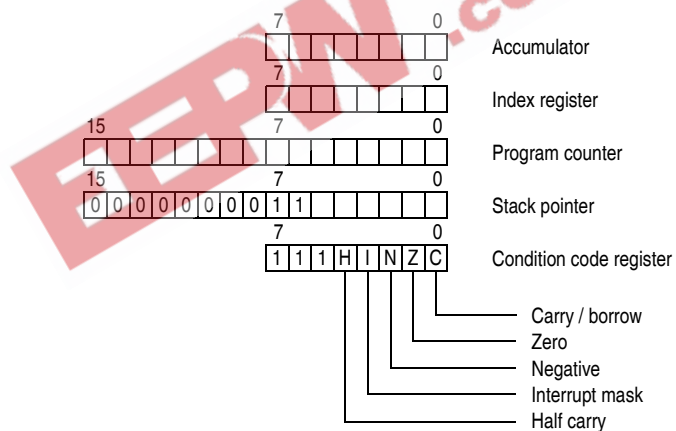 7 0
Accumulator
7 0
Index register
15 7 0
Program counter
15 7 0
0 0 0 0 0 0 0 0 1 1 Stack pointer
7 0
1 1 1 H I N Z C Condition code register
Carry / borrow
Zero
Negative
Interrupt mask
Half carry
EEPW .co